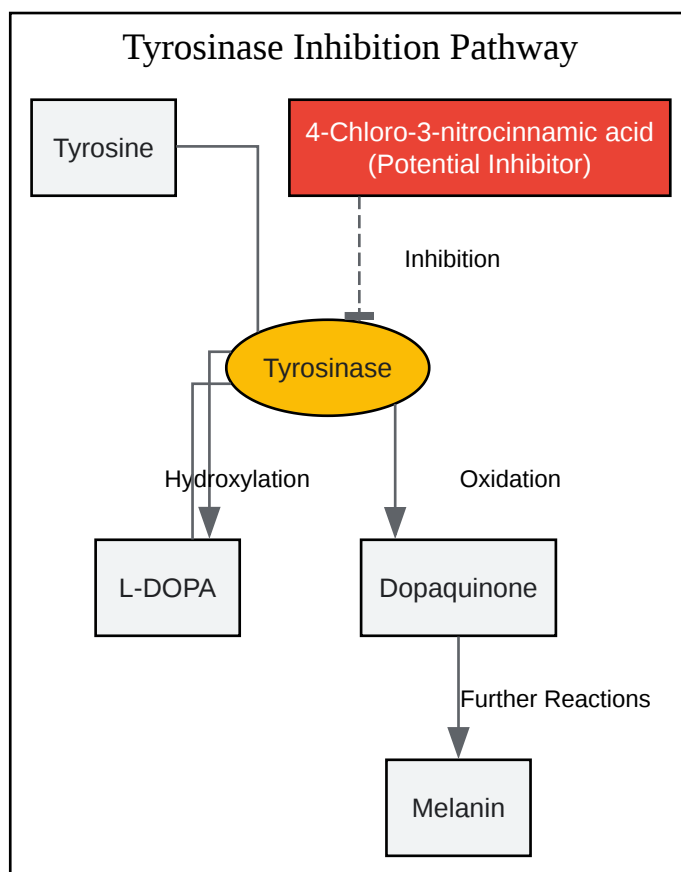 Tyrosinase Inhibition Pathway
Tyrosine
4-Chloro-3-nitrocinnamic acid
(Potential Inhibitor)
Inhibition
Tyrosinase
Hydroxylation
Oxidation
L-DOPA
Dopaquinone
Further Reactions
Melanin